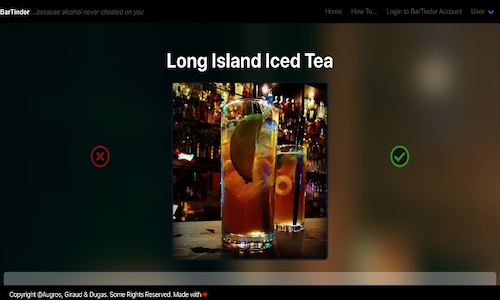 BarTinder ...because alcohol never cheated on you
Home How To... Login to BarTinder Account User
Long Island Iced Tea
Copyright @Augros, Giraud & Dugas. Some Rights Reserved. Made with